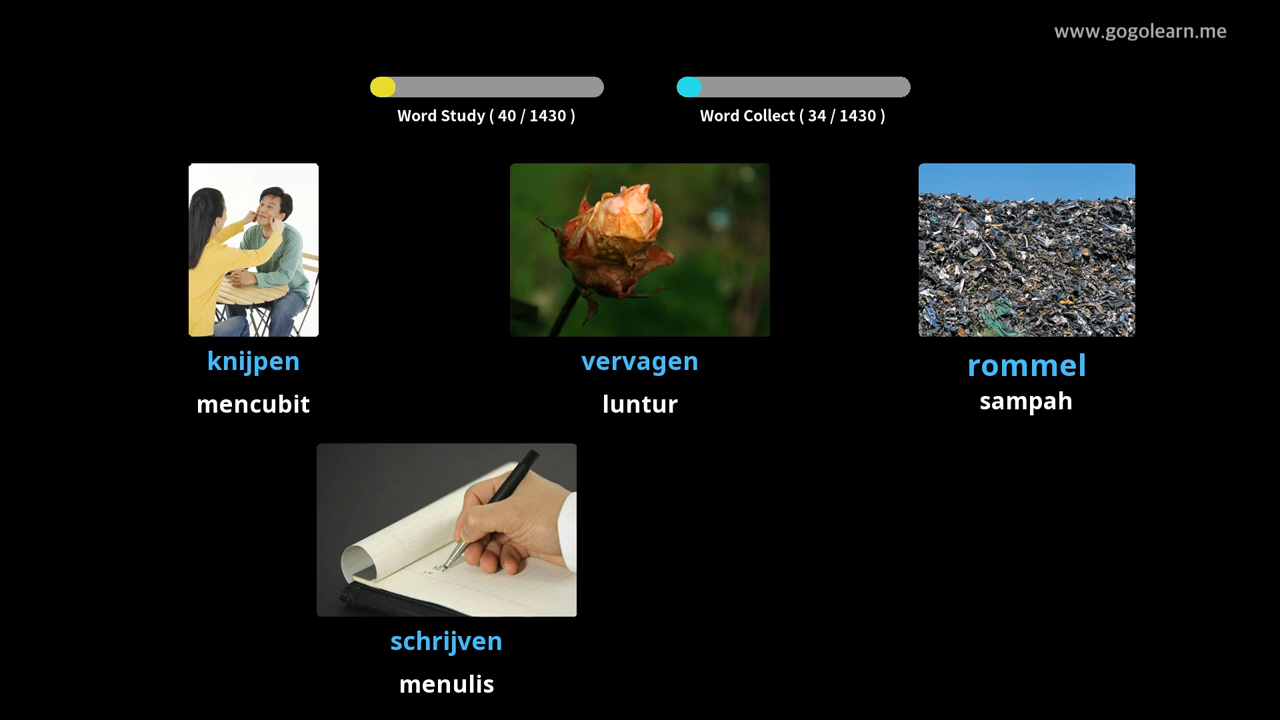 www.gogolearn.me
Word Study ( 40 / 1430 )
Word Collect ( 34 / 1430 )
knijpen
mencubit
vervagen
luntur
rommel
sampah
schrijven
menulis